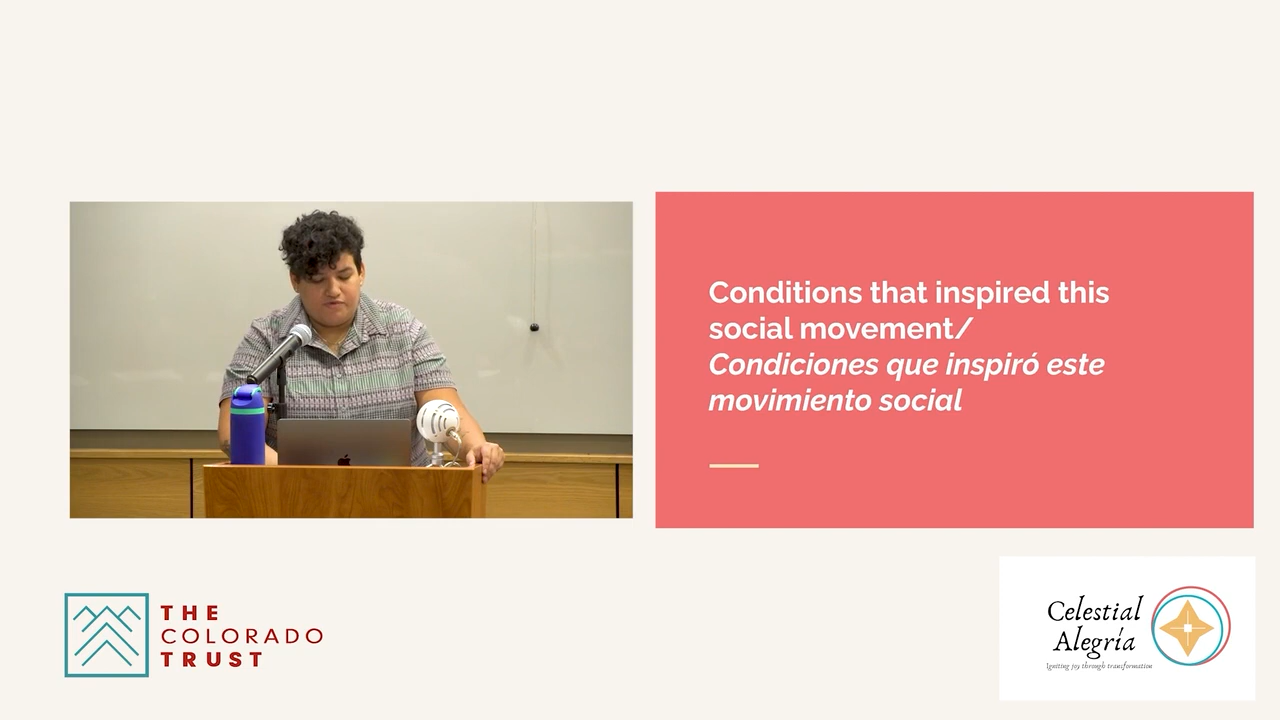 Conditions that inspired this
social movement/
Condiciones que inspiró este
movimiento social
THE
COLORADO
TRUST
Celestial
Alegría
Igniting joy through transformation